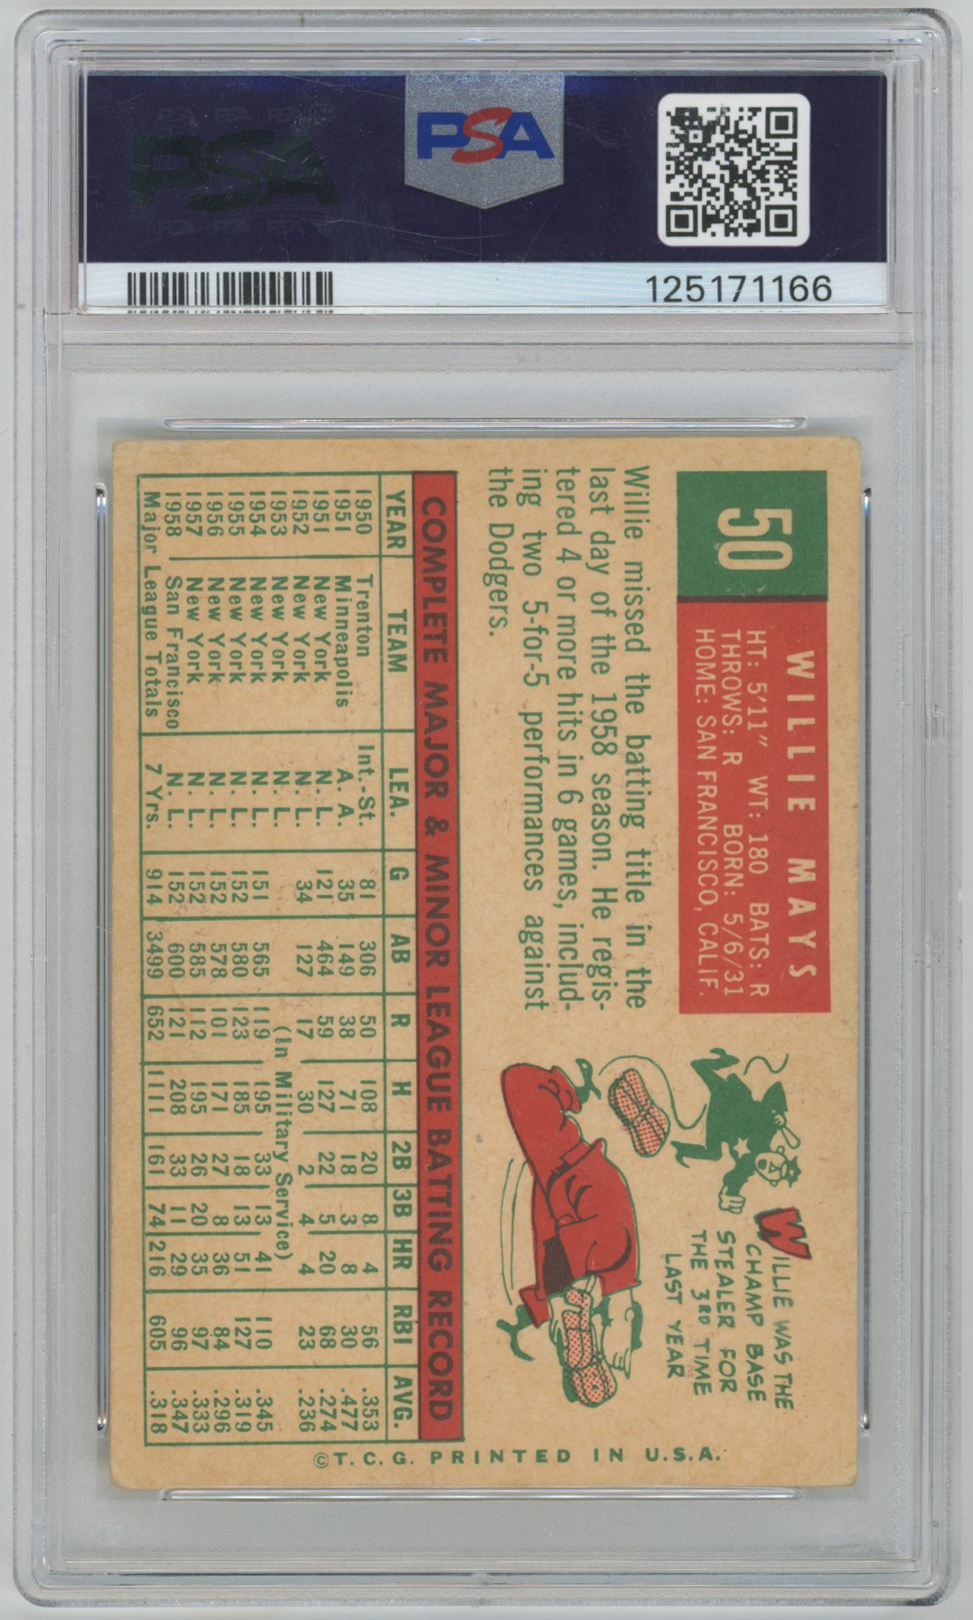 PSA
PSA
125171166
50
WILLIE MAYS
HT: 5'11" WT: 180 BATS: R
THROWS: R BORN: 5/6/31
HOME: SAN FRANCISCO, CALIF.
Willie missed the batting title in the
last day of the 1958 season. He regis-
tered 4 or more hits in 6 games, includ-
ing two 5-for-5 performances against
the Dodgers.
WILLIE WAS THE
CHAMP BASE
STEALER FOR
THE 3RD TIME
LAST YEAR
COMPLETE MAJOR & MINOR LEAGUE BATTING RECORD
YEAR TEAM LEA. G AB R H 2B 3B HR RBI AVG.
1950 Trenton Int.-St. 81 306 50 108 20 8 4 56 .353
1951 Minneapolis A. A. 35 149 38 71 18 3 8 30 .477
1951 New York N. L. 121 464 59 127 22 5 20 68 .274
1952 New York N. L. 34 127 17 30 2 4 4 23 .236
1953 New York N. L. (In Military Service)
1954 New York N. L. 151 565 119 195 33 13 41 110 .345
1955 New York N. L. 152 580 123 185 18 13 51 127 .319
1956 New York N. L. 152 578 101 171 27 8 36 84 .296
1957 New York N. L. 152 585 112 195 26 20 35 97 .333
1958 San Francisco N. L. 152 600 121 208 33 11 29 96 .347
Major League Totals 7 Yrs. 914 3499 652 1111 161 74 216 605 .318
©T. C. G. PRINTED IN U.S.A.